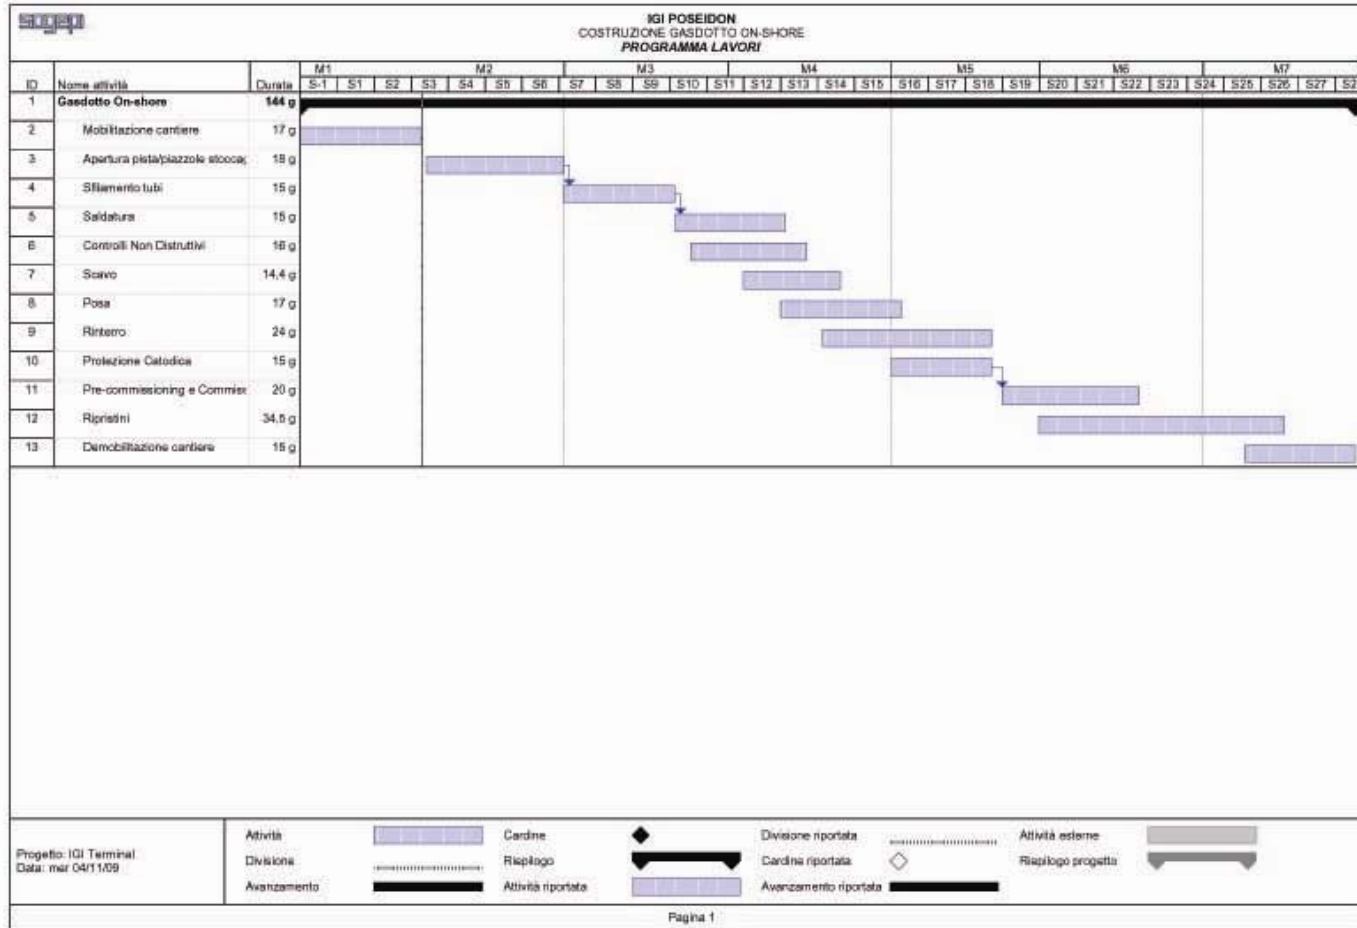 sogepi
IGI POSEIDON
COSTRUZIONE GASDOTTO ON-SHORE
PROGRAMMA LAVORI
M1 M2 M3 M4 M5 M6 M7
ID Nome attività Durata S-1 S1 S2 S3 S4 S5 S6 S7 S8 S9 S10 S11 S12 S13 S14 S15 S16 S17 S18 S19 S20 S21 S22 S23 S24 S25 S26 S27 S2
1 Gasdotto On-shore 144 g
2 Mobilitazione cantiere 17 g
3 Apertura pista/piazzole stoccag 18 g
4 Sfilamento tubi 15 g
5 Saldatura 15 g
6 Controlli Non Distruttivi 16 g
7 Scavo 14,4 g
8 Posa 17 g
9 Rinterro 24 g
10 Protezione Catodica 15 g
11 Pre-commissioning e Commiss 20 g
12 Ripristini 34,5 g
13 Demobilitazione cantiere 15 g
Progetto: IGI Terminal
Data: mer 04/11/09
Attività Cardine Divisione riportata Attività esterne
Divisione Riepilogo Cardine riportata Riepilogo progetto
Avanzamento Attività riportata Avanzamento riportata
Pagina 1